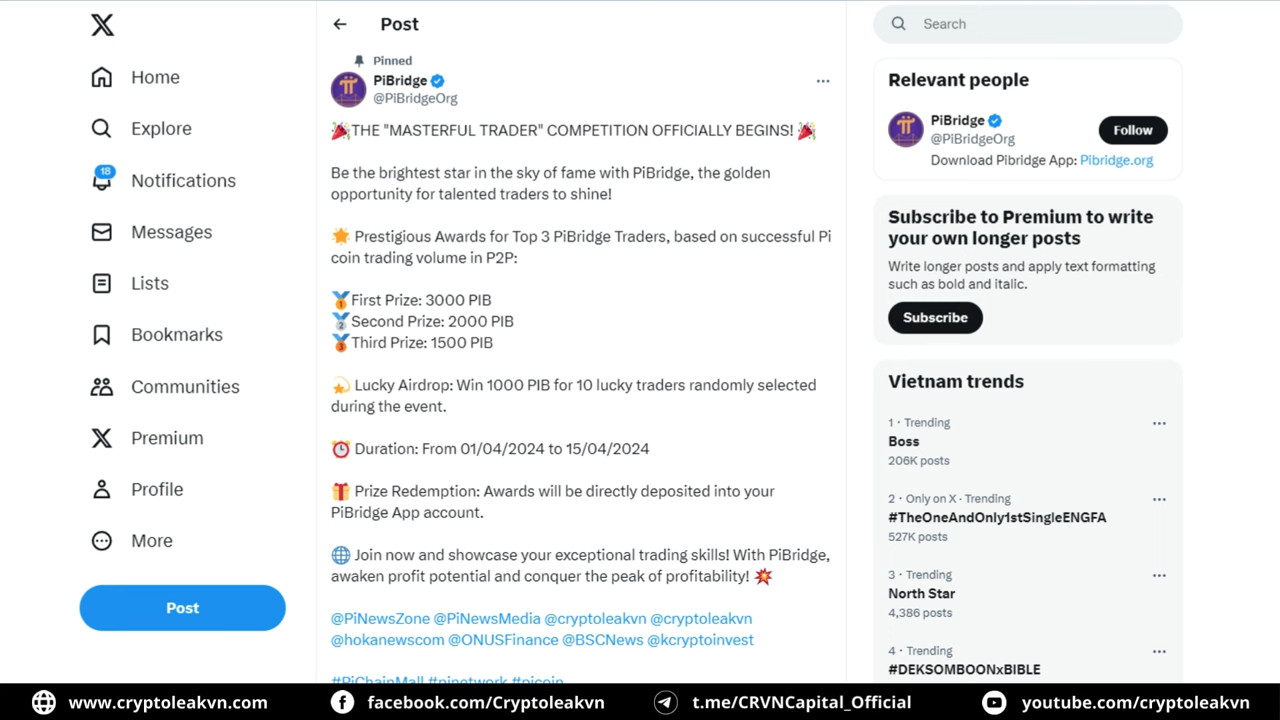 Home
Explore
18
Notifications
Messages
Lists
Bookmarks
Communities
Premium
Profile
More
Post
Post
Pinned
PiBridge
@PiBridgeOrg
🎉THE "MASTERFUL TRADER" COMPETITION OFFICIALLY BEGINS! 🎉
Be the brightest star in the sky of fame with PiBridge, the golden
opportunity for talented traders to shine!
🌟 Prestigious Awards for Top 3 PiBridge Traders, based on successful Pi
coin trading volume in P2P:
🥇First Prize: 3000 PIB
🥈Second Prize: 2000 PIB
🥉Third Prize: 1500 PIB
💫 Lucky Airdrop: Win 1000 PIB for 10 lucky traders randomly selected
during the event.
⏰ Duration: From 01/04/2024 to 15/04/2024
🎁 Prize Redemption: Awards will be directly deposited into your
PiBridge App account.
🌐 Join now and showcase your exceptional trading skills! With PiBridge,
awaken profit potential and conquer the peak of profitability! 💥
@PiNewsZone @PiNewsMedia @cryptoleakvn @cryptoleakvn
@hokanewscom @ONUSFinance @BSCNews @kcryptoinvest
#PiChainMall #pinetwork #picoin
Search
Relevant people
PiBridge
@PiBridgeOrg
Follow
Download Pibridge App: Pibridge.org
Subscribe to Premium to write
your own longer posts
Write longer posts and apply text formatting
such as bold and italic.
Subscribe
Vietnam trends
1 · Trending
Boss
206K posts
2 · Only on X · Trending
#TheOneAndOnly1stSingleENGFA
527K posts
3 · Trending
North Star
4,386 posts
4 · Trending
#DEKSOMBOONxBIBLE
www.cryptoleakvn.com
facebook.com/Cryptoleakvn
t.me/CRVNCapital_Official
youtube.com/cryptoleakvn